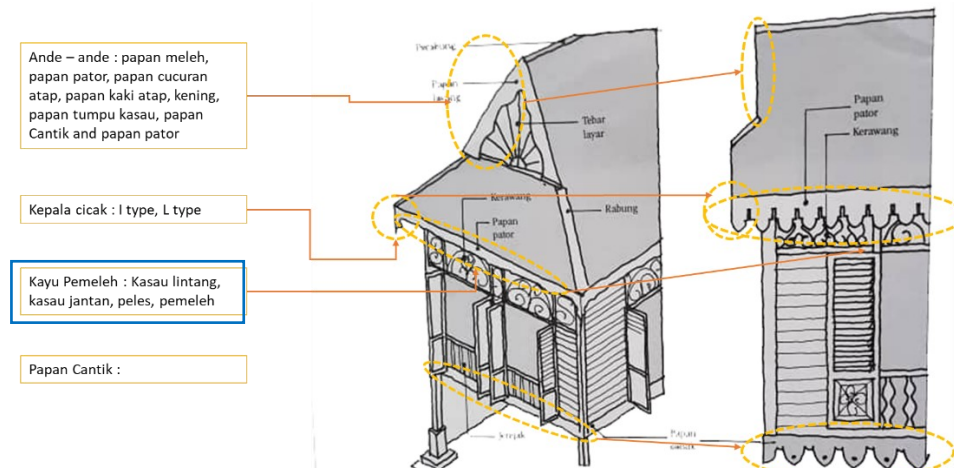 Ande – ande : papan meleh,
papan pator, papan cucuran
atap, papan kaki atap, kening,
papan tumpu kasau, papan
Cantik and papan pator
Kepala cicak : I type, L type
Kayu Pemeleh : Kasau lintang,
kasau jantan, peles, pemeleh
Papan Cantik :
Papan
Tebar
layar
Kerawang
Papan
pator
Rabung
Papan
pator
Kerawang
Papan